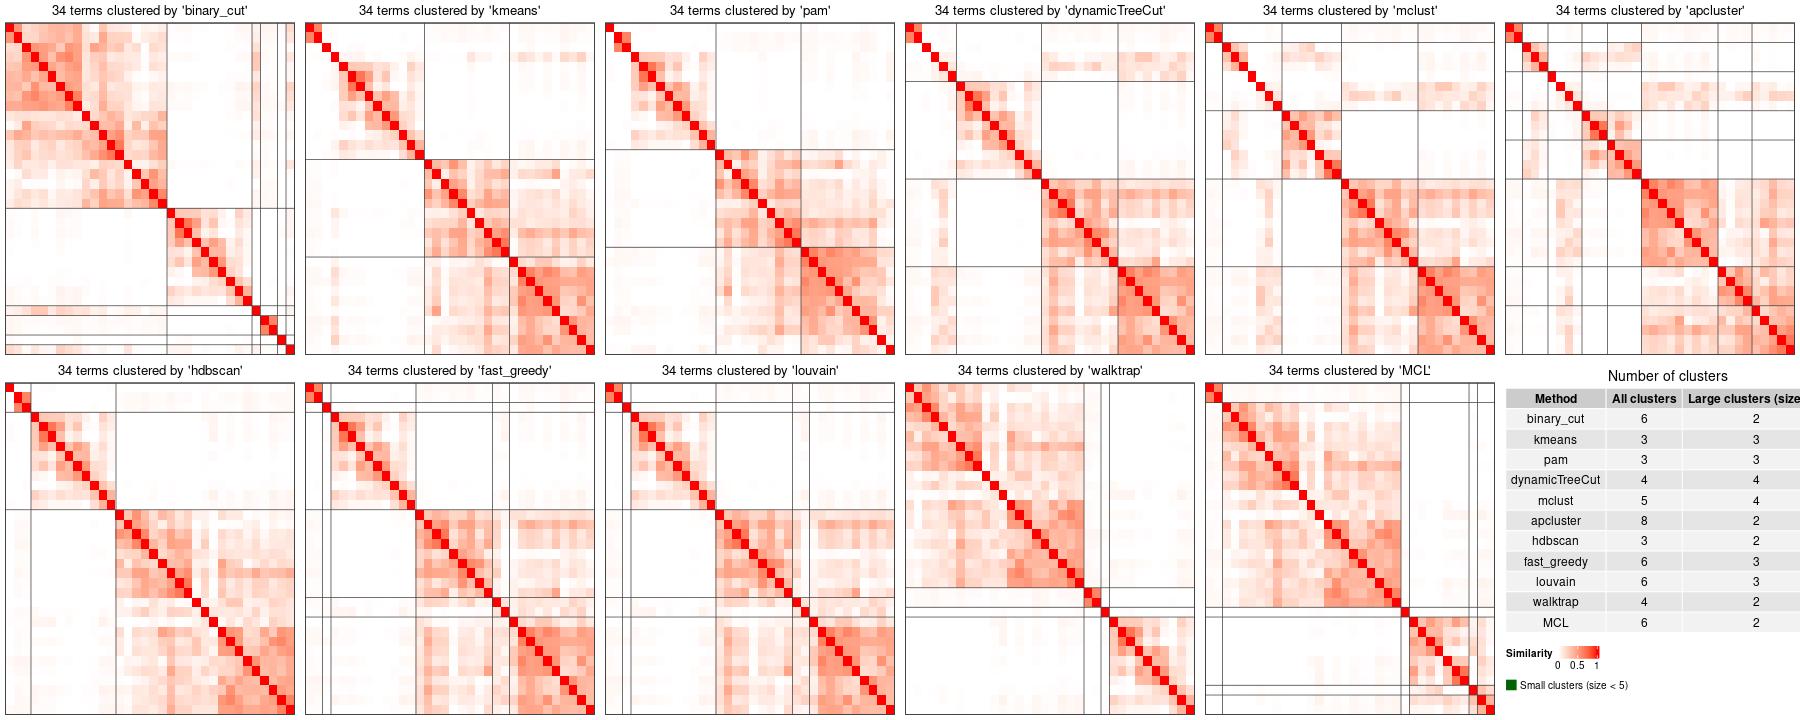 34 terms clustered by 'binary_cut'
34 terms clustered by 'kmeans'
34 terms clustered by 'pam'
34 terms clustered by 'dynamicTreeCut'
34 terms clustered by 'mclust'
34 terms clustered by 'apcluster'
34 terms clustered by 'hdbscan'
34 terms clustered by 'fast_greedy'
34 terms clustered by 'louvain'
34 terms clustered by 'walktrap'
34 terms clustered by 'MCL'
Number of clusters
Method All clusters Large clusters (size
binary_cut 6 2
kmeans 3 3
pam 3 3
dynamicTreeCut 4 4
mclust 5 4
apcluster 8 2
hdbscan 3 2
fast_greedy 6 3
louvain 6 3
walktrap 4 2
MCL 6 2
Similarity
0 0.5 1
Small clusters (size < 5)